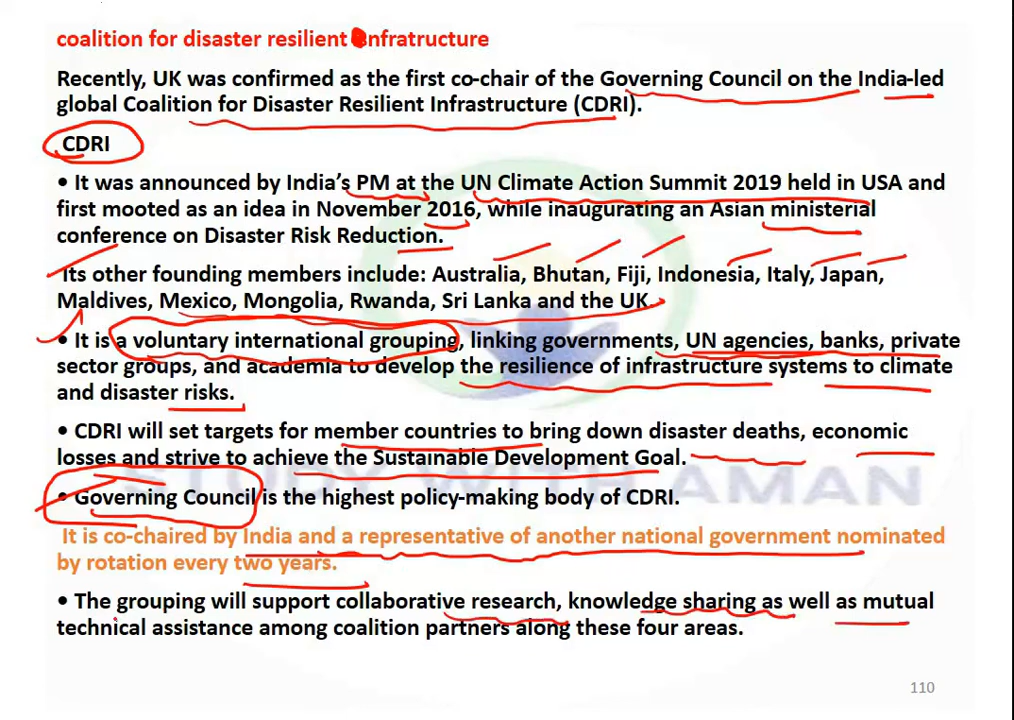 coalition for disaster resilient infratructure
Recently, UK was confirmed as the first co-chair of the Governing Council on the India-led
global Coalition for Disaster Resilient Infrastructure (CDRI).
CDRI
• It was announced by India's PM at the UN Climate Action Summit 2019 held in USA and
first mooted as an idea in November 2016, while inaugurating an Asian ministerial
conference on Disaster Risk Reduction.
Its other founding members include: Australia, Bhutan, Fiji, Indonesia, Italy, Japan,
Maldives, Mexico, Mongolia, Rwanda, Sri Lanka and the UK.
• It is a voluntary international grouping, linking governments, UN agencies, banks, private
sector groups, and academia to develop the resilience of infrastructure systems to climate
and disaster risks.
• CDRI will set targets for member countries to bring down disaster deaths, economic
losses and strive to achieve the Sustainable Development Goal.
STUDY WITH AMAN
• Governing Council is the highest policy-making body of CDRI.
It is co-chaired by India and a representative of another national government nominated
by rotation every two years.
• The grouping will support collaborative research, knowledge sharing as well as mutual
technical assistance among coalition partners along these four areas.
110